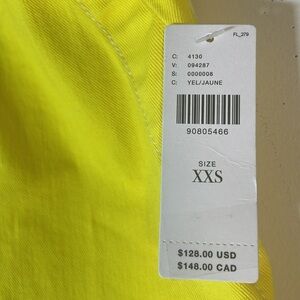 FL_279
C: 4130
V: 094287
S: 0000008
C: YEL/JAUNE
90805466
SIZE
XXS
$128.00 USD
$148.00 CAD